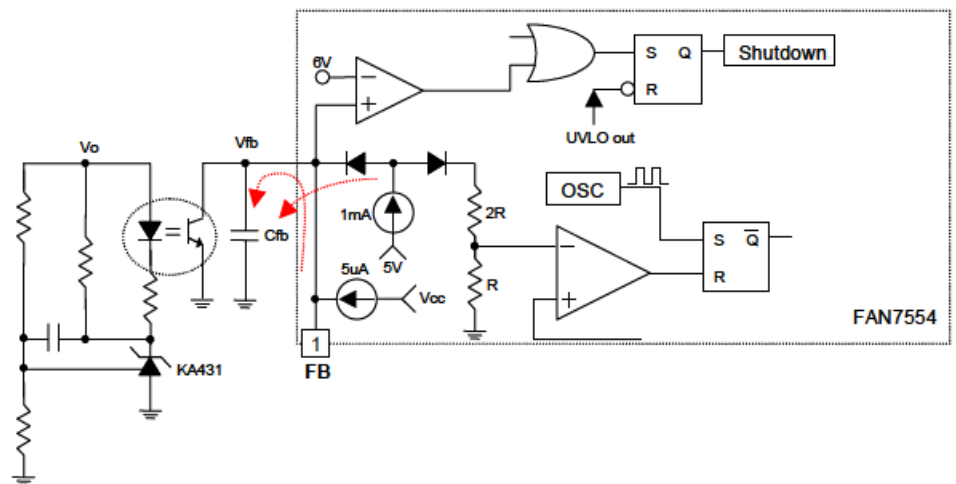 6V
−
+
S Q
R
Shutdown
UVLO out
Vo
Vfb
=
Cfb
1mA
5V
2R
R
OSC
−
+
S Q̅
R
5uA
Vcc
FAN7554
KA431
1
FB